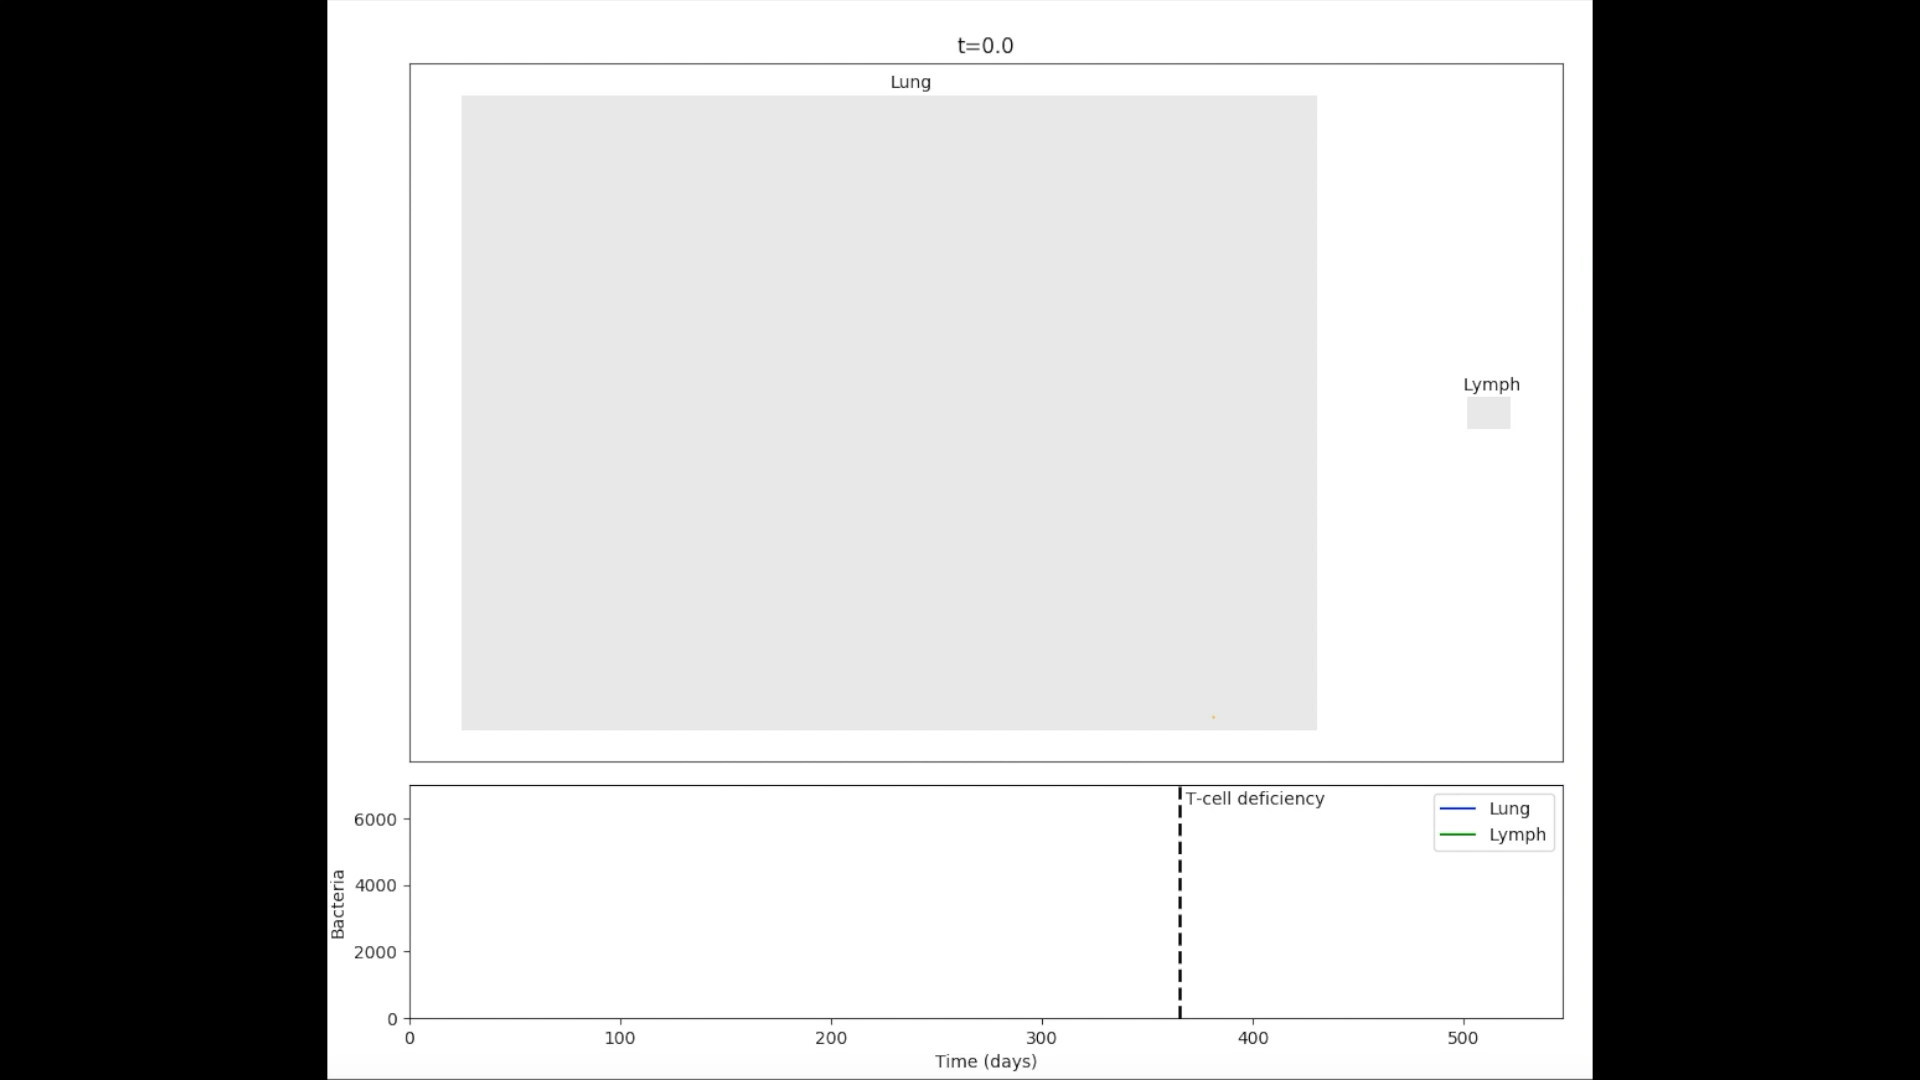 t=0.0
Lung
Lymph
T-cell deficiency
Lung
Lymph
6000
4000
2000
0
Bacteria
0 100 200 300 400 500
Time (days)